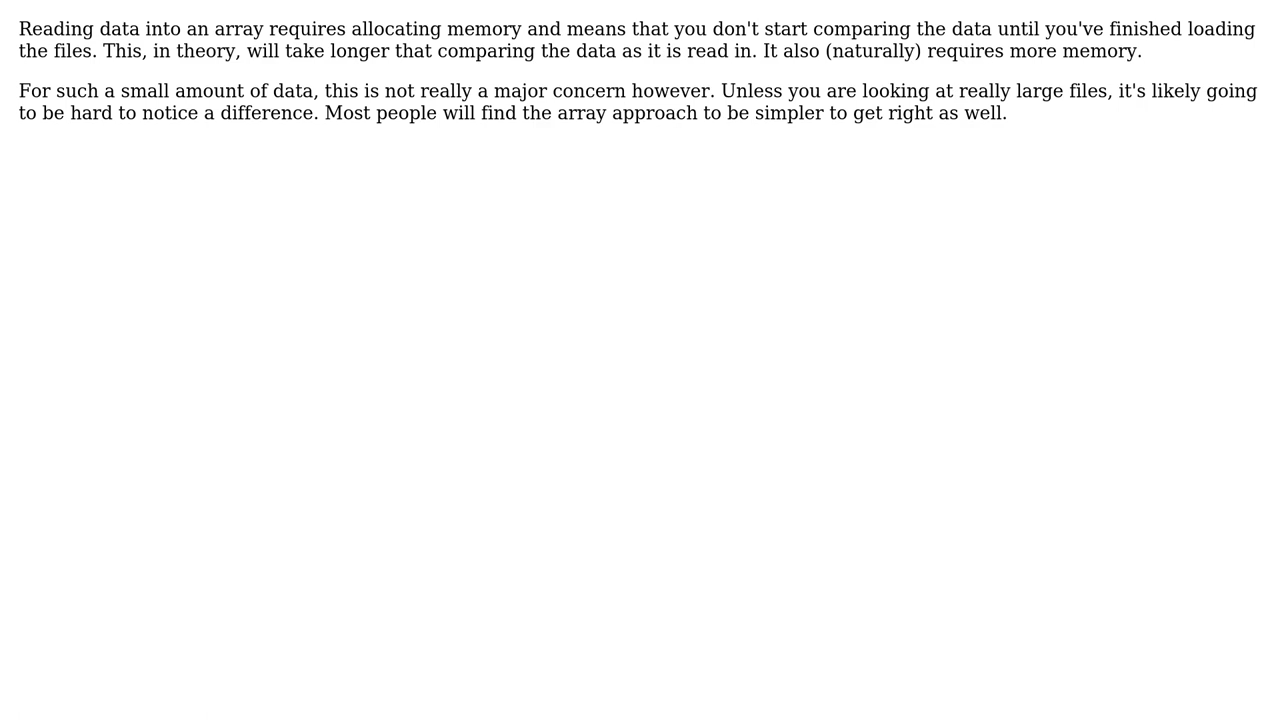 Reading data into an array requires allocating memory and means that you don't start comparing the data until you've finished loading
the files. This, in theory, will take longer that comparing the data as it is read in. It also (naturally) requires more memory.
For such a small amount of data, this is not really a major concern however. Unless you are looking at really large files, it's likely going
to be hard to notice a difference. Most people will find the array approach to be simpler to get right as well.